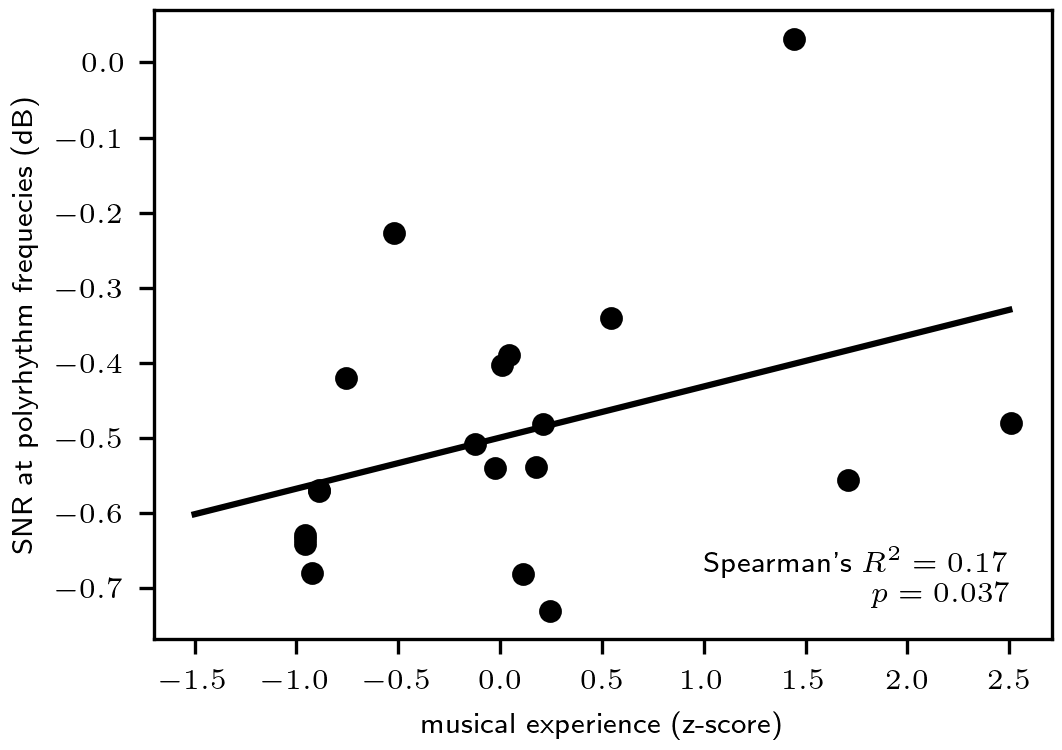 SNR at polyrhythm frequecies (dB)
0.0
−0.1
−0.2
−0.3
−0.4
−0.5
−0.6
−0.7
Spearman's R² = 0.17
p = 0.037
−1.5 −1.0 −0.5 0.0 0.5 1.0 1.5 2.0 2.5
musical experience (z-score)